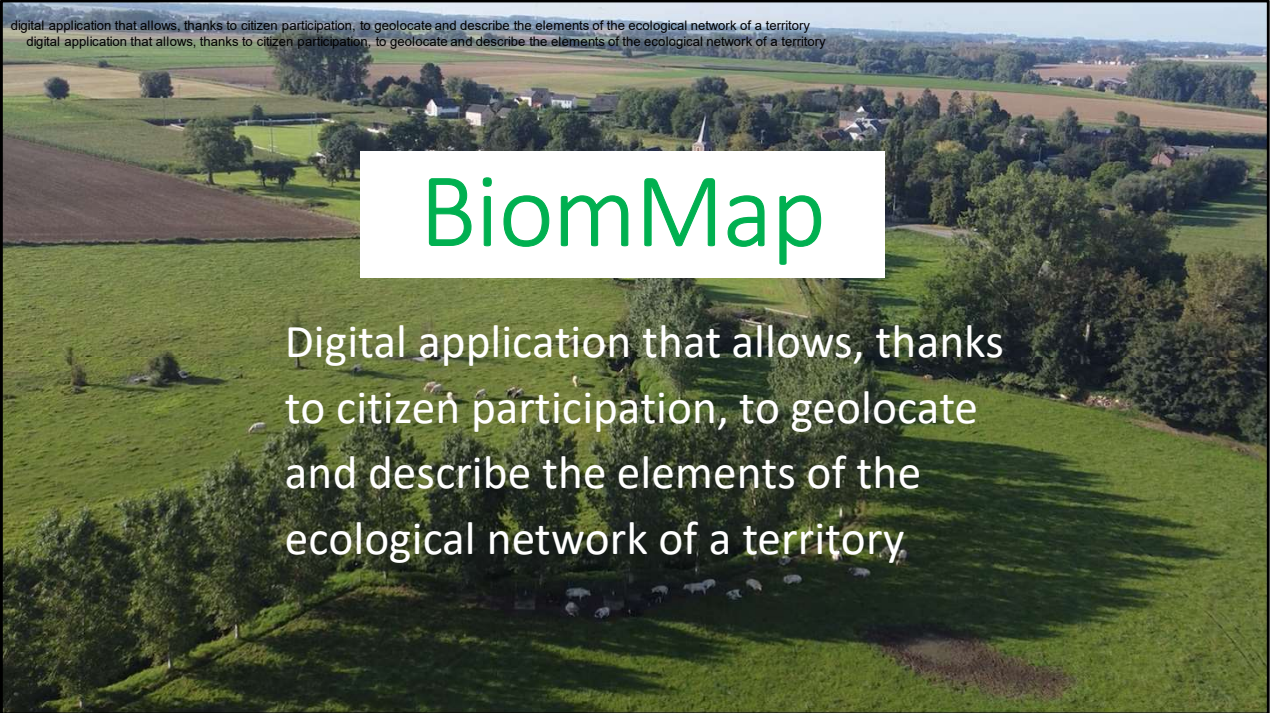 digital application that allows, thanks to citizen participation, to geolocate and describe the elements of the ecological network of a territory
digital application that allows, thanks to citizen participation, to geolocate and describe the elements of the ecological network of a territory
BiomMap
Digital application that allows, thanks
to citizen participation, to geolocate
and describe the elements of the
ecological network of a territory